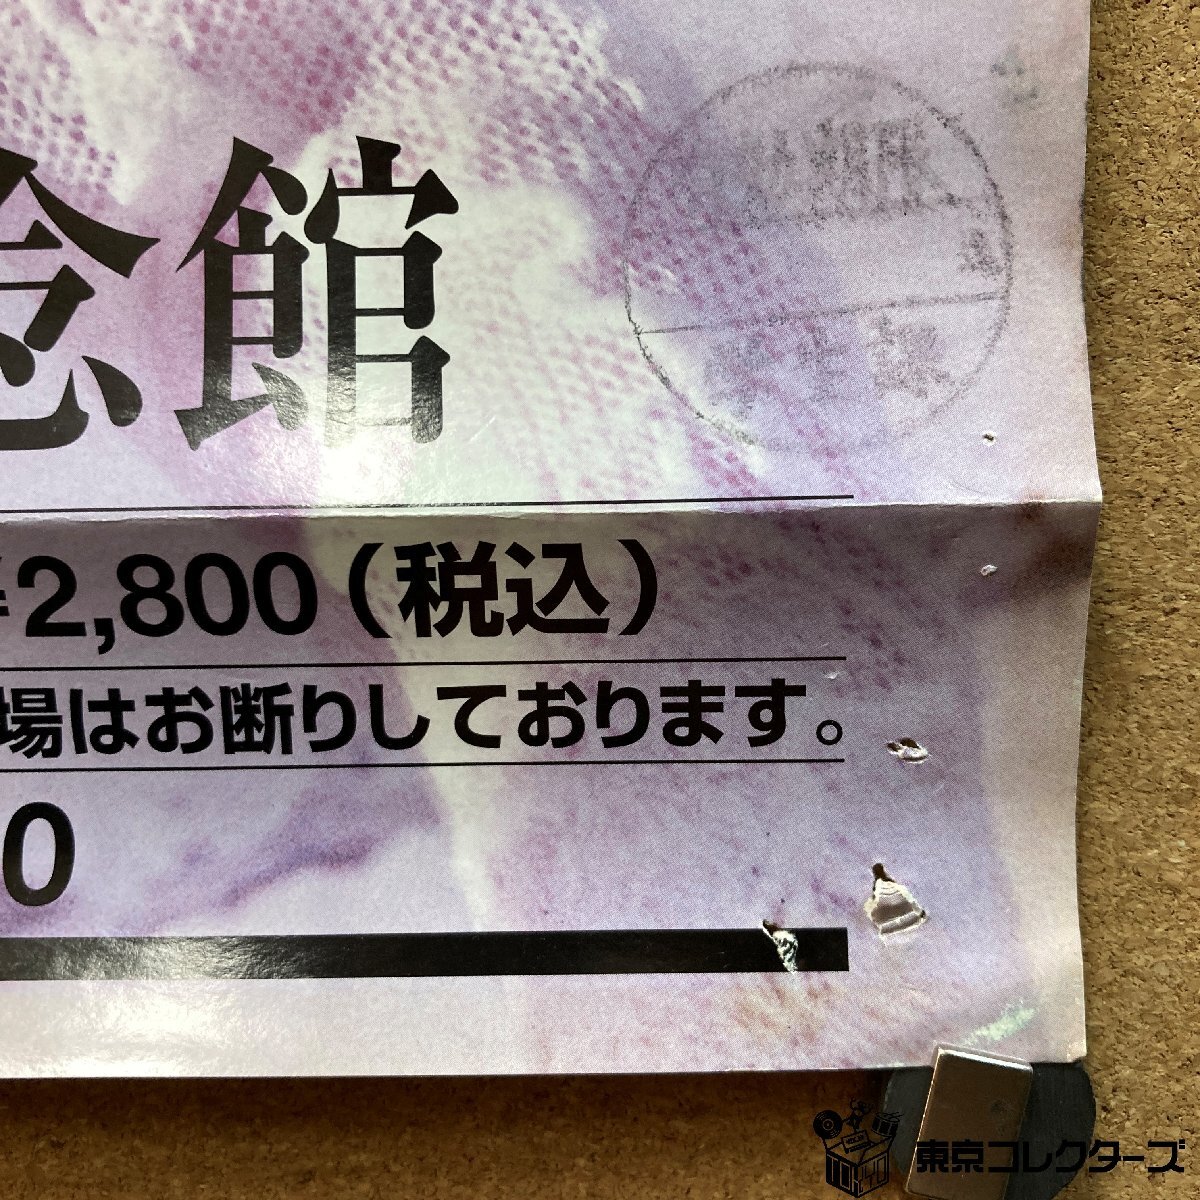 念館
¥2,800（税込）
場はお断りしております。
0
TOKYO
東京コレクターズ